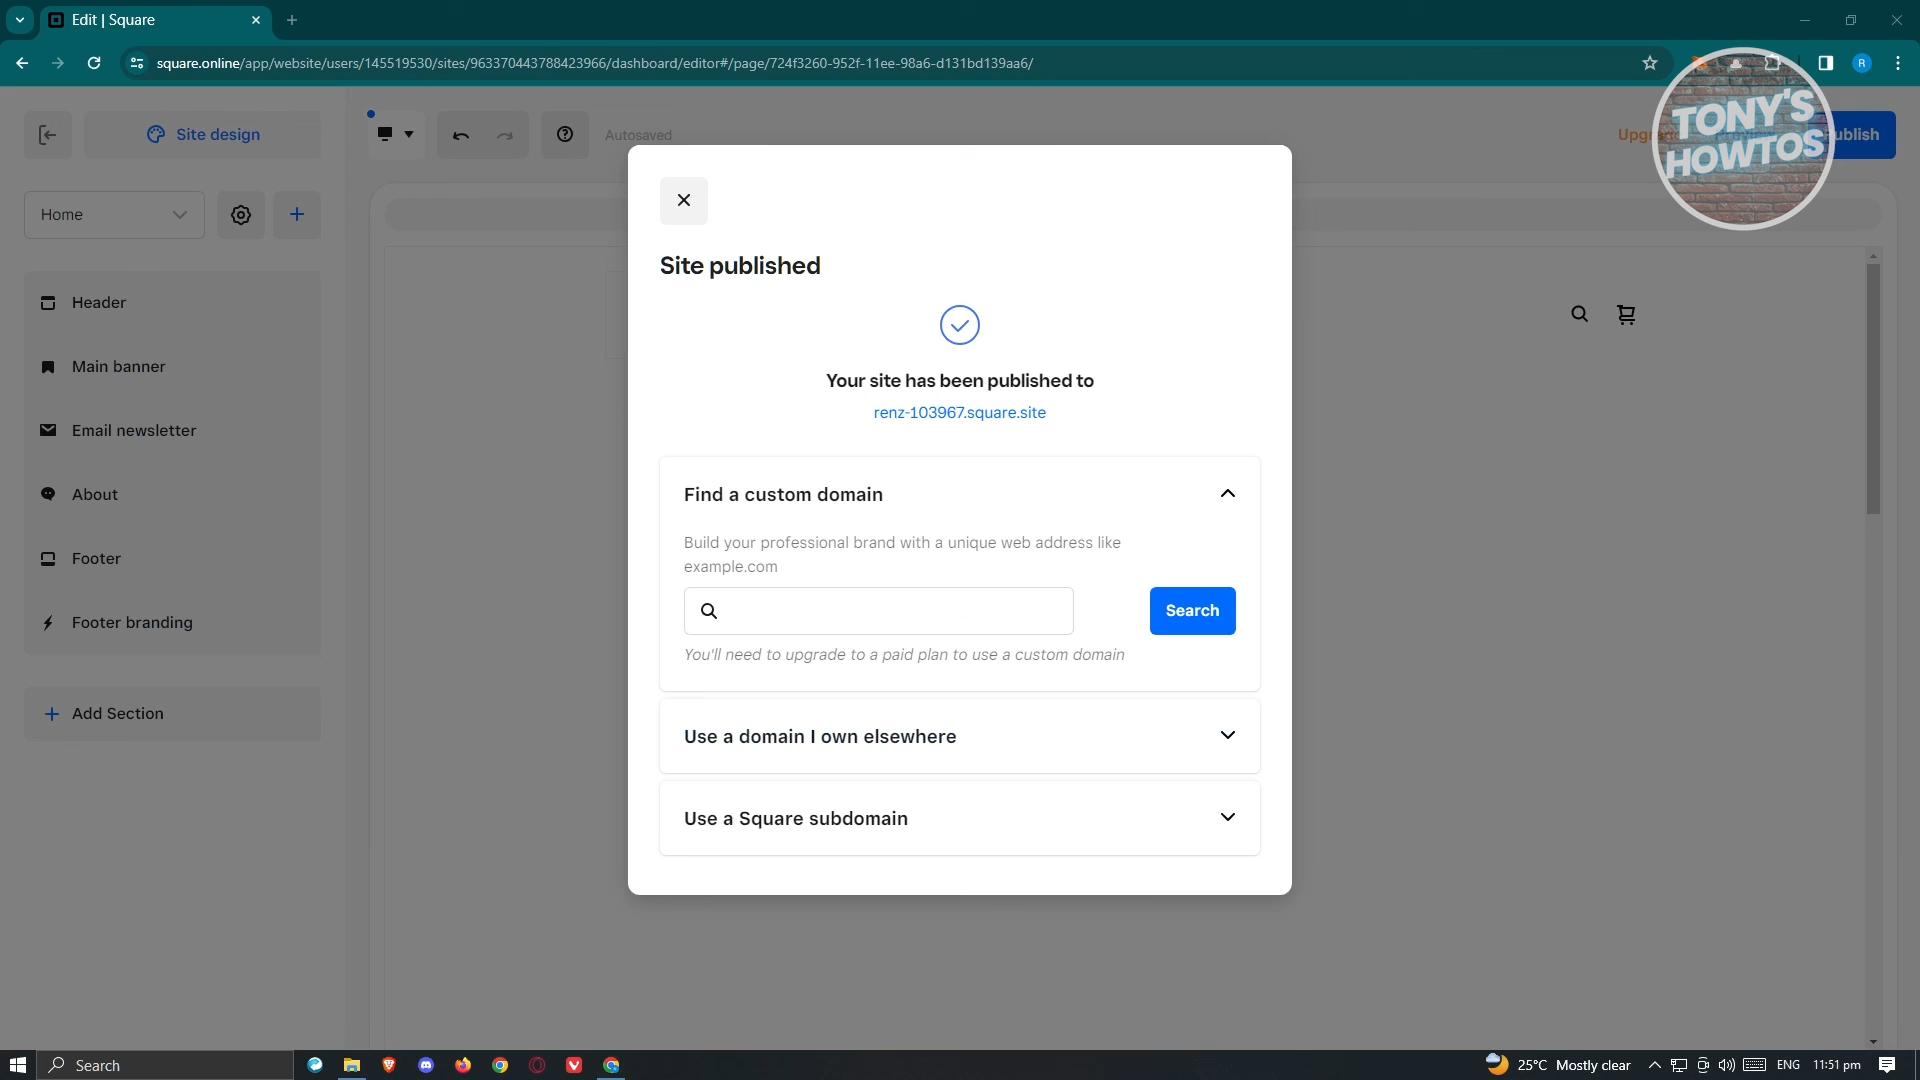 Edit | Square
square.online/app/website/users/145519530/sites/963370443788423966/dashboard/editor#/page/724f3260-952f-11ee-98a6-d131bd139aa6/
R
Site design
Autosaved
TONY'S
HOWTOS
Home
Header
Main banner
Email newsletter
About
Footer
Footer branding
Add Section
Site published
Your site has been published to
renz-103967.square.site
Find a custom domain
Build your professional brand with a unique web address like
example.com
Search
You'll need to upgrade to a paid plan to use a custom domain
Use a domain I own elsewhere
Use a Square subdomain
Search
25°C Mostly clear
ENG
11:51 pm